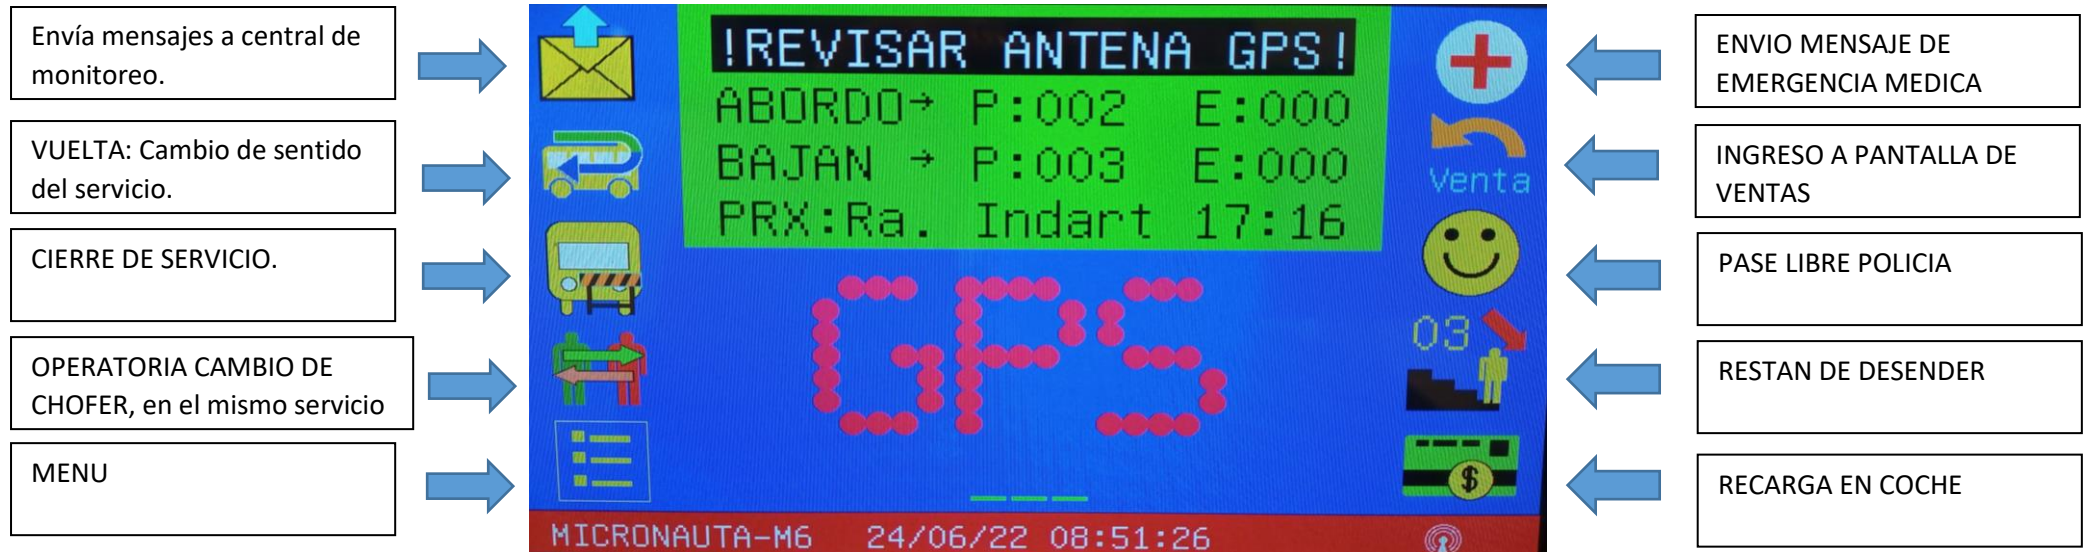 Envía mensajes a central de
monitoreo.
VUELTA: Cambio de sentido
del servicio.
CIERRE DE SERVICIO.
OPERATORIA CAMBIO DE
CHOFER, en el mismo servicio
MENU
!REVISAR ANTENA GPS!
ABORDO→ P:002 E:000
BAJAN → P:003 E:000
PRX:Ra. Indart 17:16
GPS
Venta
03
$
MICRONAUTA-M6 24/06/22 08:51:26
ENVIO MENSAJE DE
EMERGENCIA MEDICA
INGRESO A PANTALLA DE
VENTAS
PASE LIBRE POLICIA
RESTAN DE DESENDER
RECARGA EN COCHE